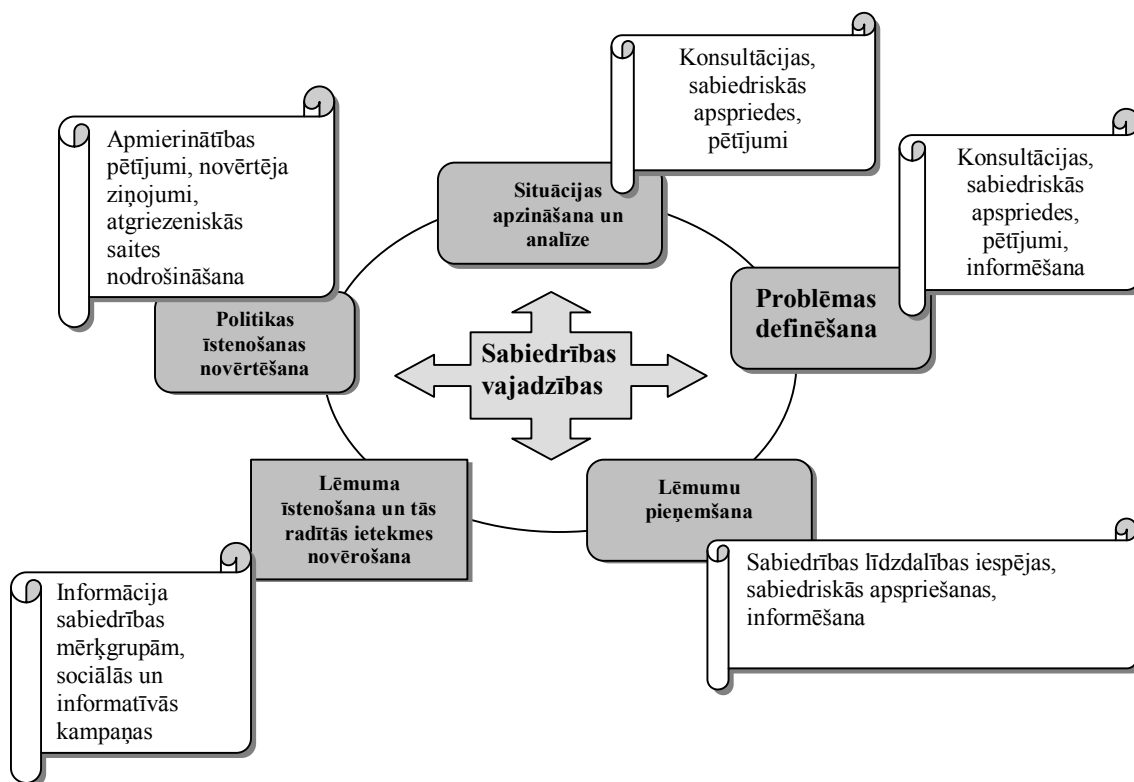 Konsultācijas,
sabiedriskās
apspriedes,
pētījumi
Apmierinātības
pētījumi, novērtēja
ziņojumi,
atgriezeniskās
saites
nodrošināšana
Konsultācijas,
sabiedriskās
apspriedes,
pētījumi,
informēšana
Situācijas
apzināšana un
analīze
Problēmas
definēšana
Politikas
īstenošanas
novērtēšana
Sabiedrības
vajadzības
Lēmuma
īstenošana un tās
radītās ietekmes
novērošana
Lēmumu
pieņemšana
Sabiedrības līdzdalības iespējas,
sabiedriskās apspriešanas,
informēšana
Informācija
sabiedrības
mērķgrupām,
sociālās un
informatīvās
kampaņas